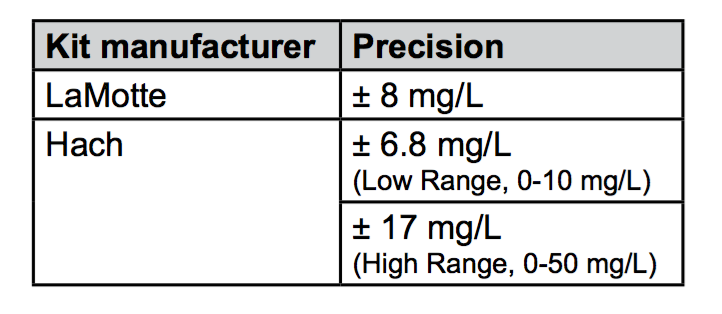 Kit manufacturer Precision
LaMotte ± 8 mg/L
Hach ± 6.8 mg/L
(Low Range, 0-10 mg/L)
± 17 mg/L
(High Range, 0-50 mg/L)